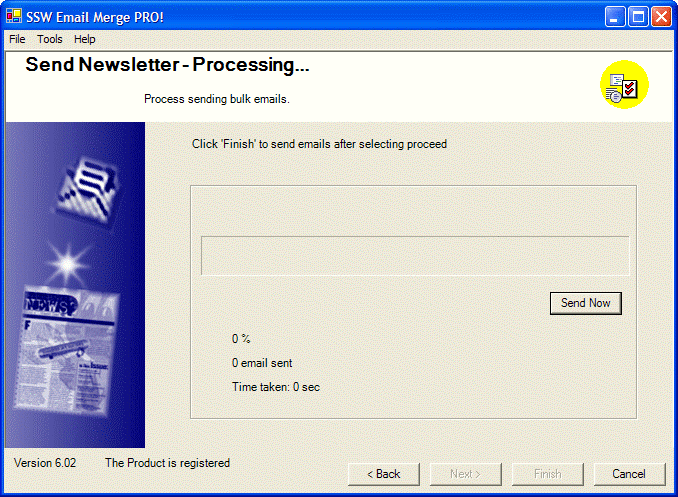 SSW Email Merge PRO!
File Tools Help
Send Newsletter - Processing...
Process sending bulk emails.
Click 'Finish' to send emails after selecting proceed
NEWS
Send Now
0 %
0 email sent
Time taken: 0 sec
Version 6.02 The Product is registered
< Back Next > Finish Cancel